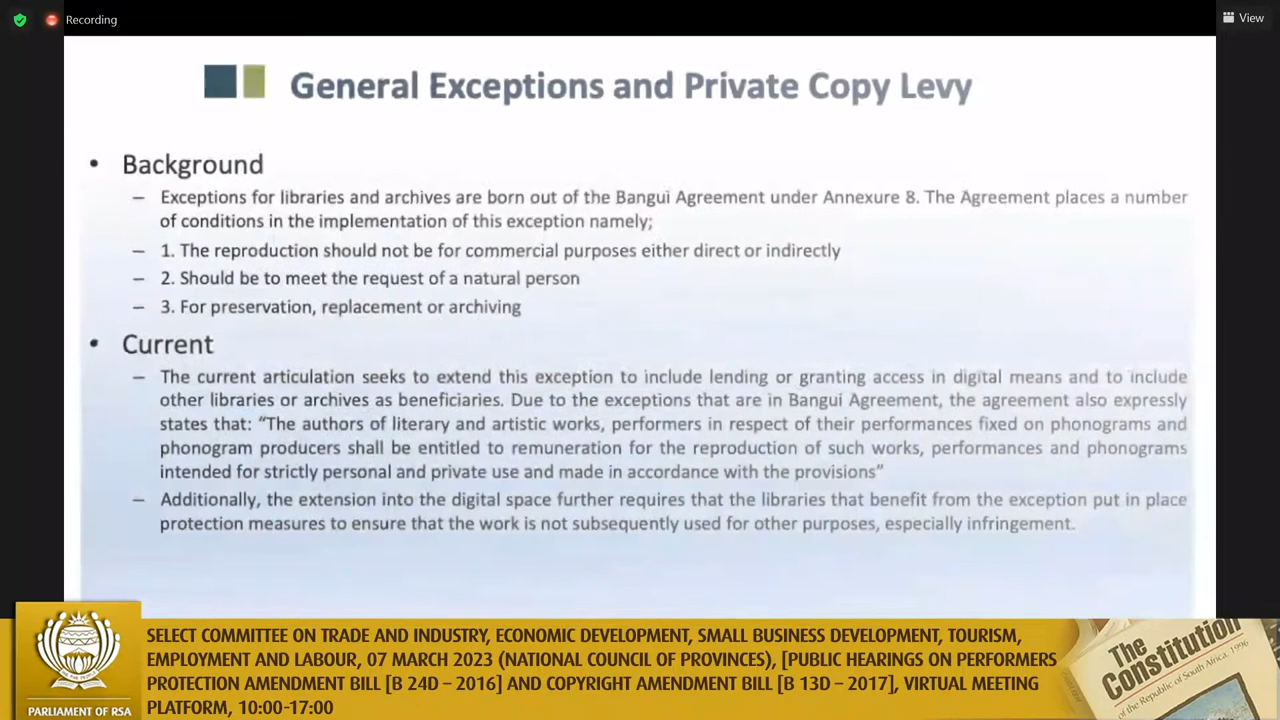 Recording
View
General Exceptions and Private Copy Levy
• Background
– Exceptions for libraries and archives are born out of the Bangui Agreement under Annexure 8. The Agreement places a number
of conditions in the implementation of this exception namely;
– 1. The reproduction should not be for commercial purposes either direct or indirectly
– 2. Should be to meet the request of a natural person
– 3. For preservation, replacement or archiving
• Current
– The current articulation seeks to extend this exception to include lending or granting access in digital means and to include
other libraries or archives as beneficiaries. Due to the exceptions that are in Bangui Agreement, the agreement also expressly
states that: “The authors of literary and artistic works, performers in respect of their performances fixed on phonograms and
phonogram producers shall be entitled to remuneration for the reproduction of such works, performances and phonograms
intended for strictly personal and private use and made in accordance with the provisions”
– Additionally, the extension into the digital space further requires that the libraries that benefit from the exception put in place
protection measures to ensure that the work is not subsequently used for other purposes, especially infringement.
PARLIAMENT OF RSA
SELECT COMMITTEE ON TRADE AND INDUSTRY, ECONOMIC DEVELOPMENT, SMALL BUSINESS DEVELOPMENT, TOURISM,
EMPLOYMENT AND LABOUR, 07 MARCH 2023 (NATIONAL COUNCIL OF PROVINCES), [PUBLIC HEARINGS ON PERFORMERS
PROTECTION AMENDMENT BILL [B 24D – 2016] AND COPYRIGHT AMENDMENT BILL [B 13D – 2017], VIRTUAL MEETING
PLATFORM, 10:00-17:00
The
Constitution
of the Republic of South Africa, 1996